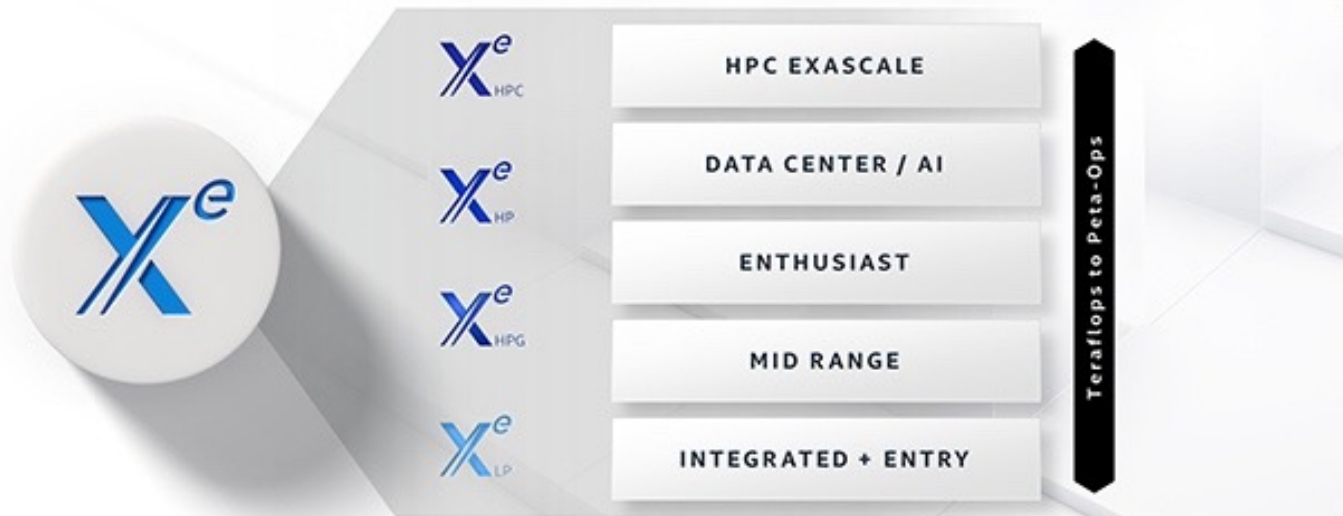 Xe
Xe HPC
HPC EXASCALE
Xe HP
DATA CENTER / AI
ENTHUSIAST
Xe HPG
MID RANGE
Xe LP
INTEGRATED + ENTRY
Teraflops to Peta-Ops